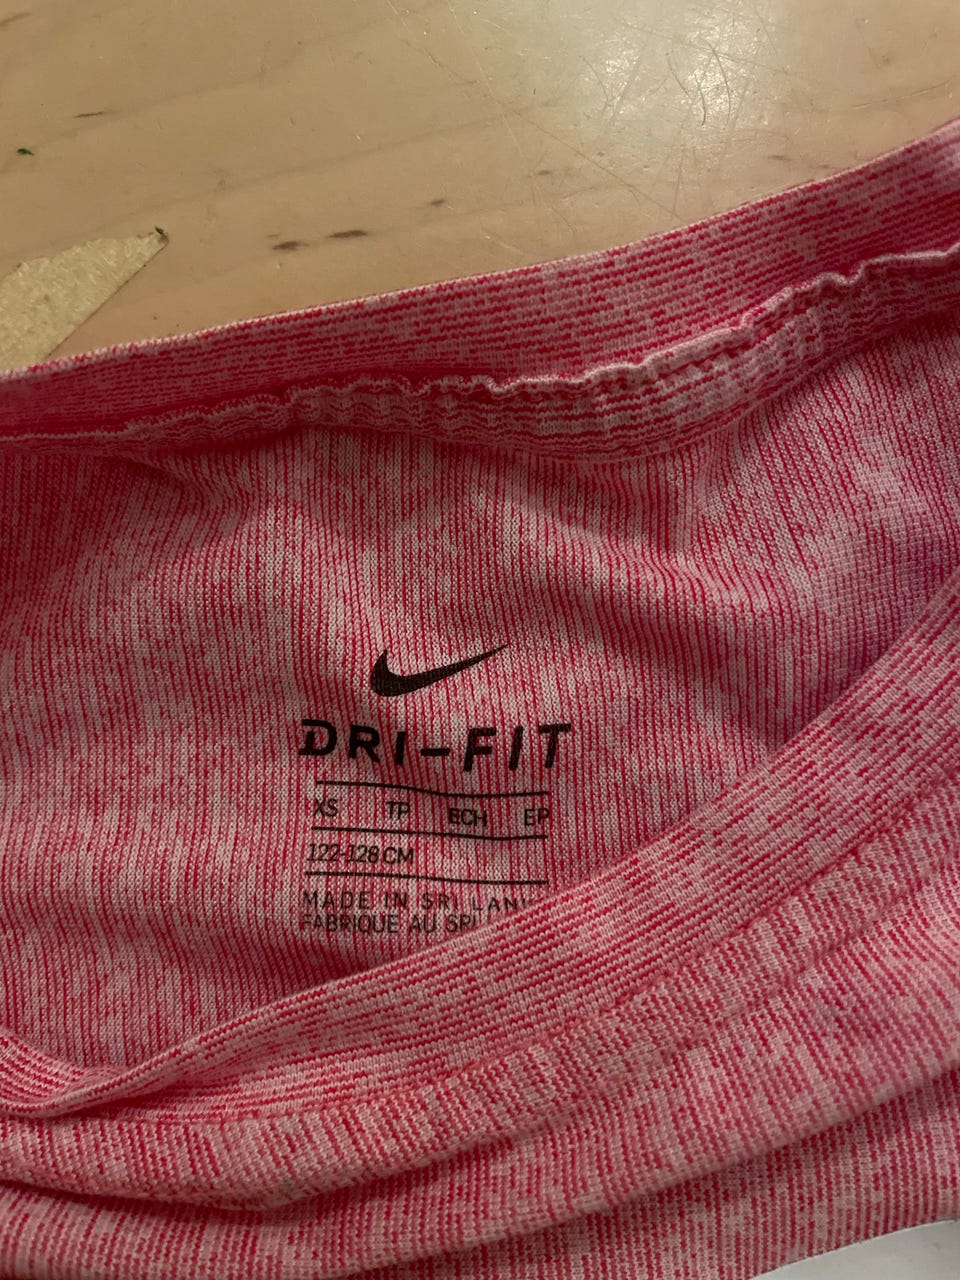 DRI-FIT
XS TP ECH EP
122-128 CM
MADE IN SRI
FABRIQUE AU